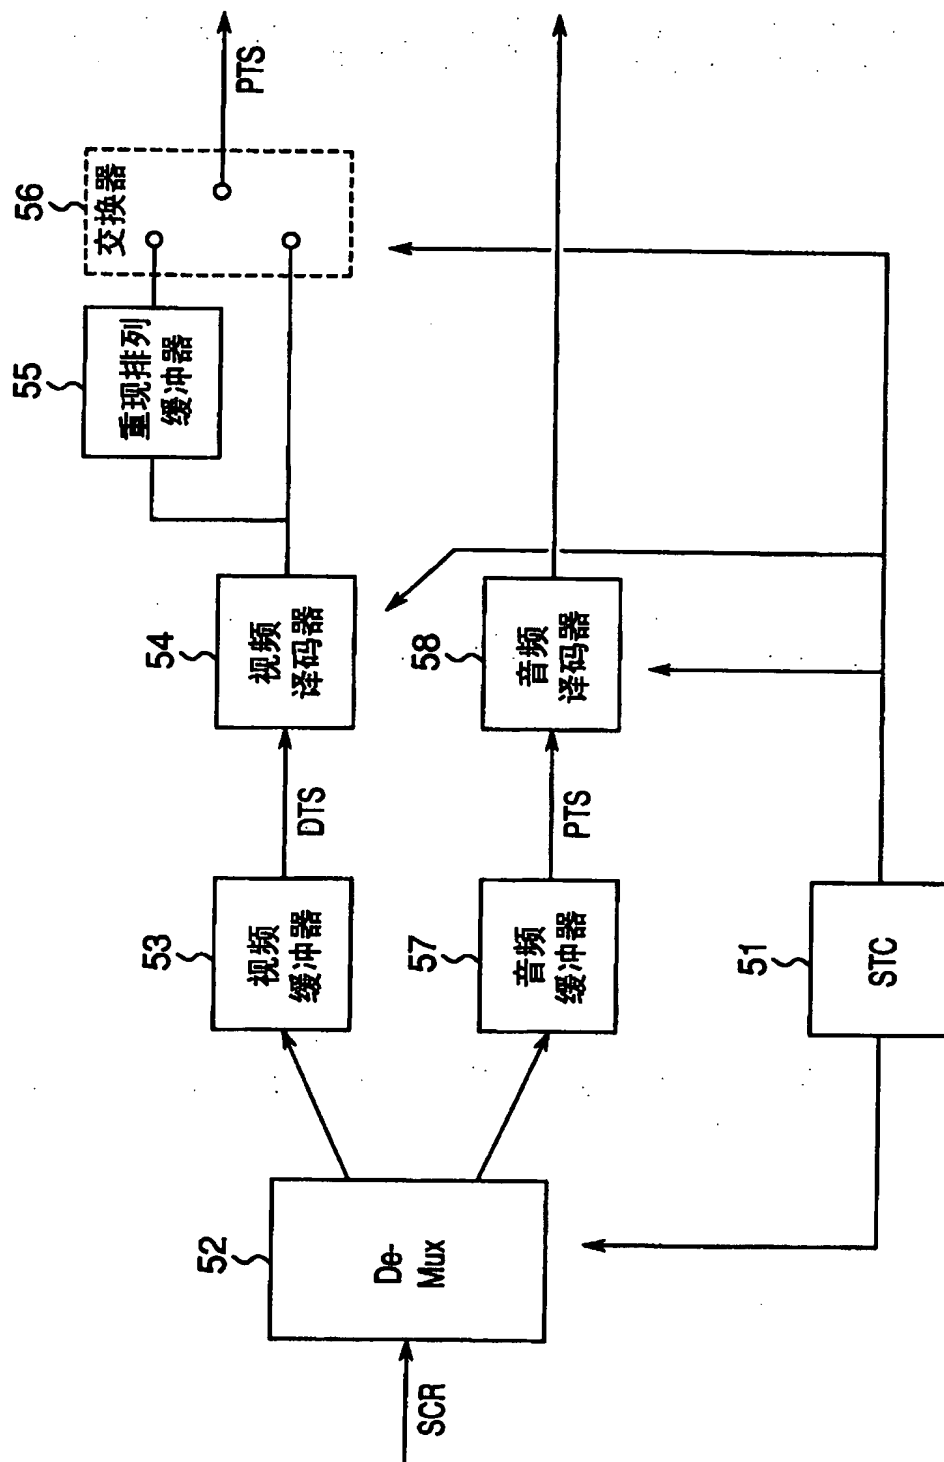 SCR
52
De-
Mux
53
视频
缓冲器
DTS
54
视频
译码器
55
重现排列
缓冲器
56
交换器
PTS
57
音频
缓冲器
PTS
58
音频
译码器
51
STC